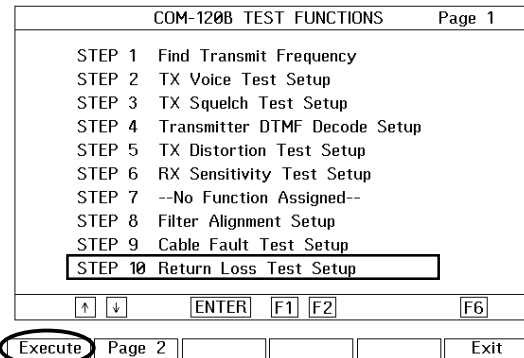 COM-120B TEST FUNCTIONS Page 1
STEP 1 Find Transmit Frequency
STEP 2 TX Voice Test Setup
STEP 3 TX Squelch Test Setup
STEP 4 Transmitter DTMF Decode Setup
STEP 5 TX Distortion Test Setup
STEP 6 RX Sensitivity Test Setup
STEP 7 --No Function Assigned--
STEP 8 Filter Alignment Setup
STEP 9 Cable Fault Test Setup
STEP 10 Return Loss Test Setup
↑ ↓ ENTER F1 F2 F6
Execute Page 2 Exit